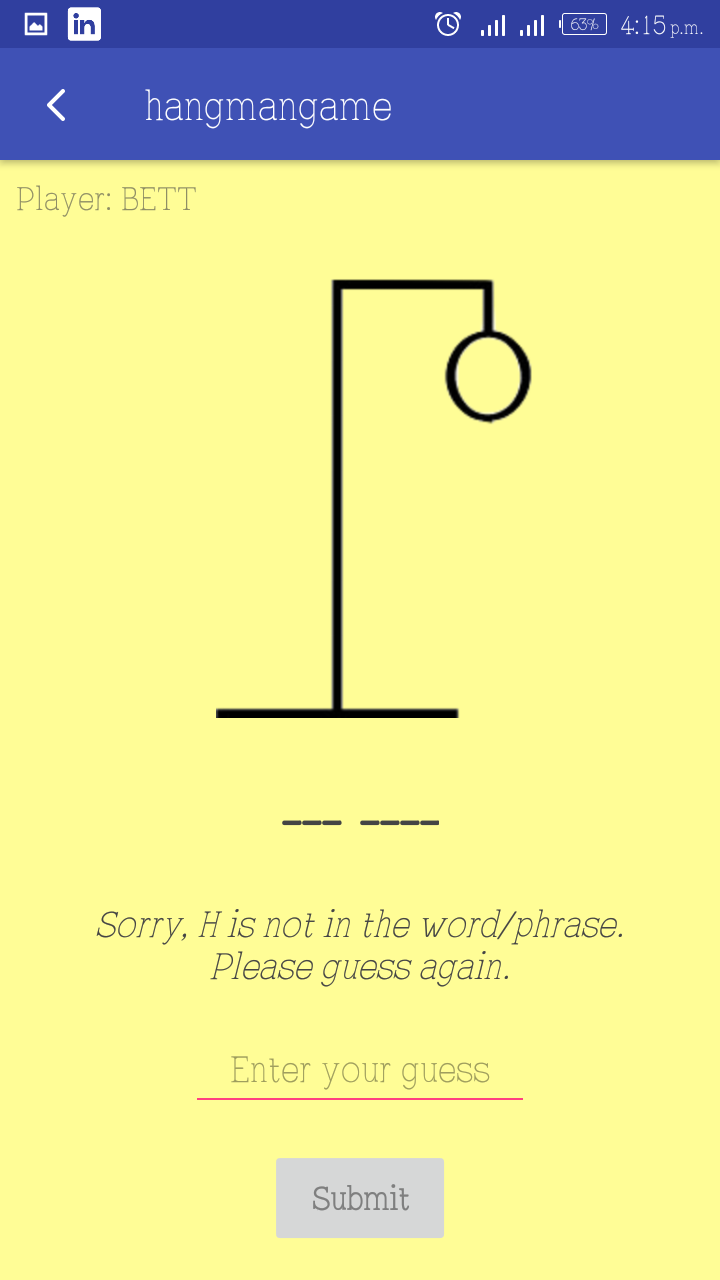 in 63% 4:15 p.m.
hangmangame
Player: BETT
___ ____
Sorry, H is not in the word/phrase.
Please guess again.
Enter your guess
Submit